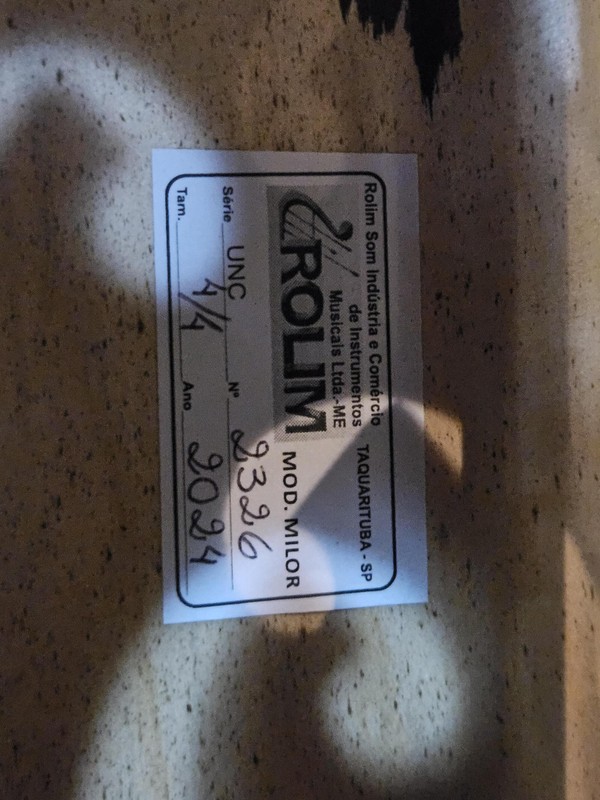 Rolim Som Indústria e Comércio
de Instrumentos
Musicais Ltda.-ME
TAQUARITUBA - SP
ROLIM
MOD. MILOR
Série UNC Nº 2326
Tam. 4/4 Ano 2024